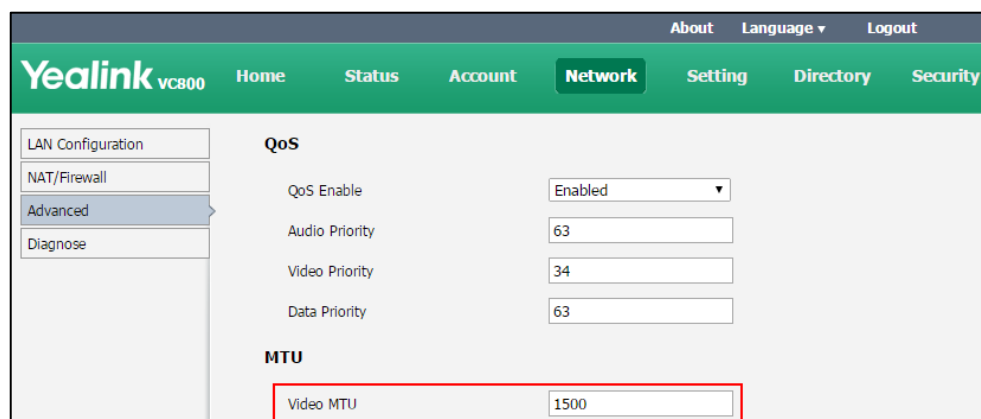 About Language ▾ Logout
Yealink VC800 Home Status Account Network Setting Directory Security
LAN Configuration
NAT/Firewall
Advanced
Diagnose
QoS
QoS Enable Enabled
Audio Priority 63
Video Priority 34
Data Priority 63
MTU
Video MTU 1500